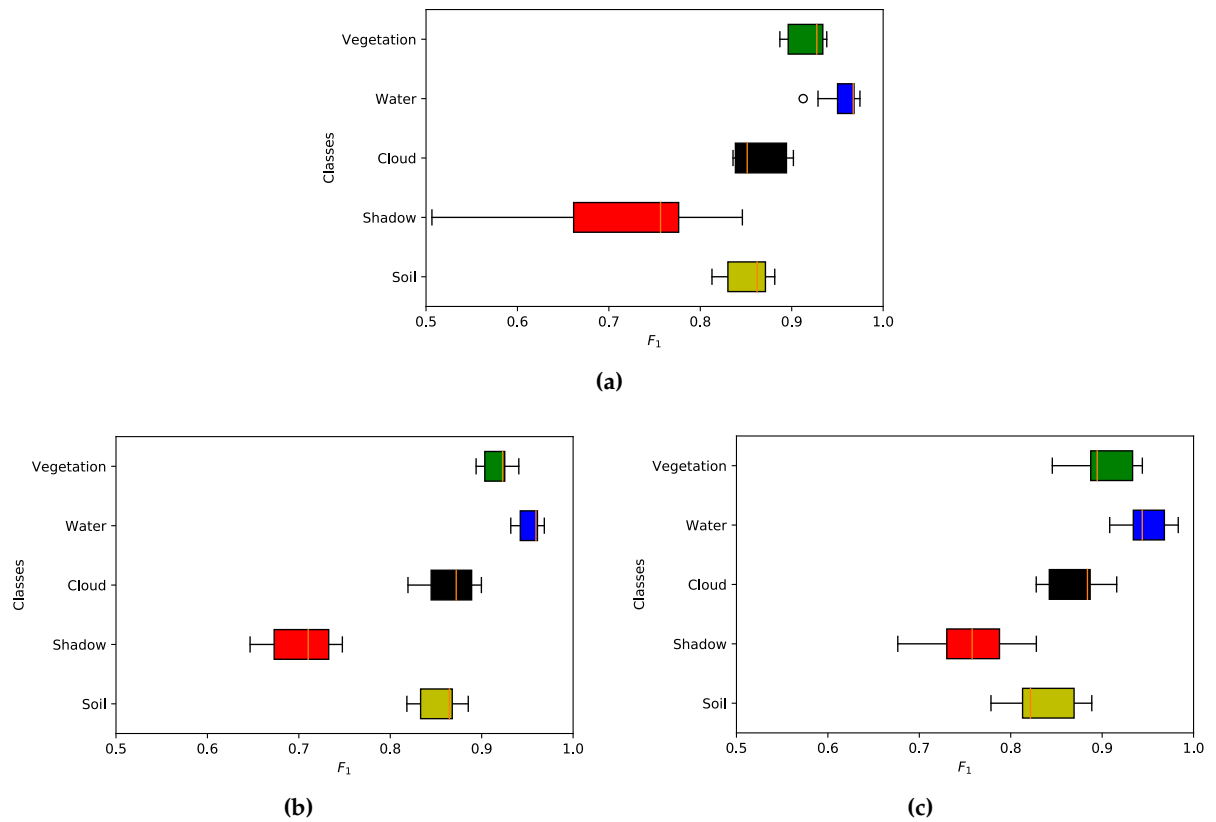 Vegetation
Water
Cloud
Shadow
Soil
Classes
0.5 0.6 0.7 0.8 0.9 1.0
F1
(a)
Vegetation
Water
Cloud
Shadow
Soil
Classes
0.5 0.6 0.7 0.8 0.9 1.0
F1
(b)
Vegetation
Water
Cloud
Shadow
Soil
Classes
0.5 0.6 0.7 0.8 0.9 1.0
F1
(c)